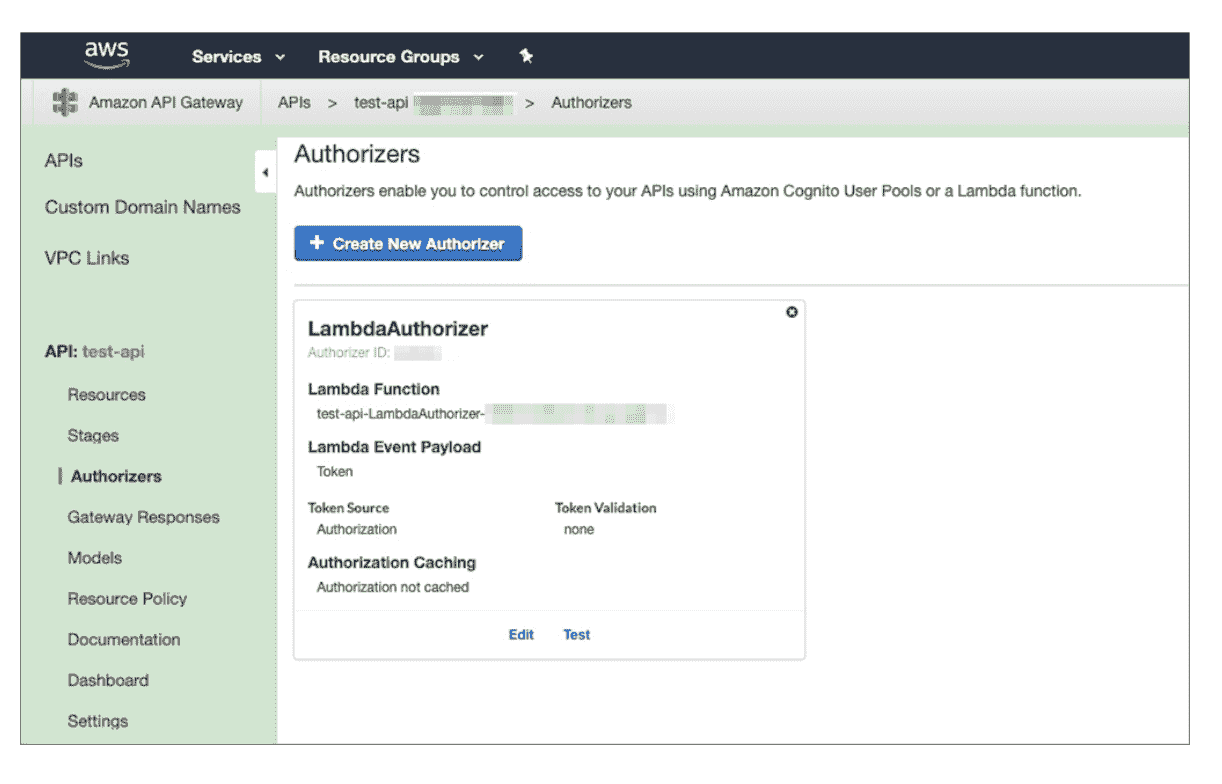 aws Services Resource Groups
Amazon API Gateway APIs > test-api > Authorizers
APIs
Custom Domain Names
VPC Links
API: test-api
Resources
Stages
Authorizers
Gateway Responses
Models
Resource Policy
Documentation
Dashboard
Settings
Authorizers
Authorizers enable you to control access to your APIs using Amazon Cognito User Pools or a Lambda function.
+ Create New Authorizer
LambdaAuthorizer
Authorizer ID:
Lambda Function
test-api-LambdaAuthorizer-
Lambda Event Payload
Token
Token Source Token Validation
Authorization none
Authorization Caching
Authorization not cached
Edit Test